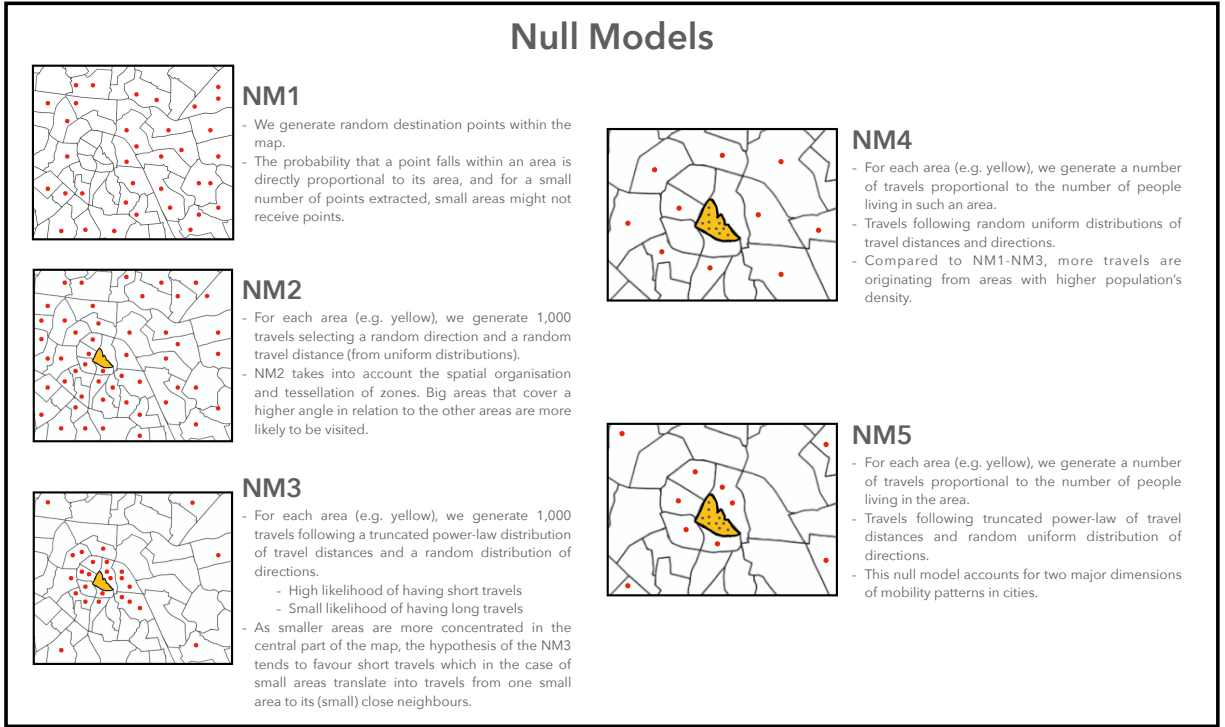 Null Models
NM1
- We generate random destination points within the
map.
- The probability that a point falls within an area is
directly proportional to its area, and for a small
number of points extracted, small areas might not
receive points.
NM2
- For each area (e.g. yellow), we generate 1,000
travels selecting a random direction and a random
travel distance (from uniform distributions).
- NM2 takes into account the spatial organisation
and tessellation of zones. Big areas that cover a
higher angle in relation to the other areas are more
likely to be visited.
NM3
- For each area (e.g. yellow), we generate 1,000
travels following a truncated power-law distribution
of travel distances and a random distribution of
directions.
- High likelihood of having short travels
- Small likelihood of having long travels
- As smaller areas are more concentrated in the
central part of the map, the hypothesis of the NM3
tends to favour short travels which in the case of
small areas translate into travels from one small
area to its (small) close neighbours.
NM4
- For each area (e.g. yellow), we generate a number
of travels proportional to the number of people
living in such an area.
- Travels following random uniform distributions of
travel distances and directions.
- Compared to NM1-NM3, more travels are
originating from areas with higher population's
density.
NM5
- For each area (e.g. yellow), we generate a number
of travels proportional to the number of people
living in the area.
- Travels following truncated power-law of travel
distances and random uniform distribution of
directions.
- This null model accounts for two major dimensions
of mobility patterns in cities.